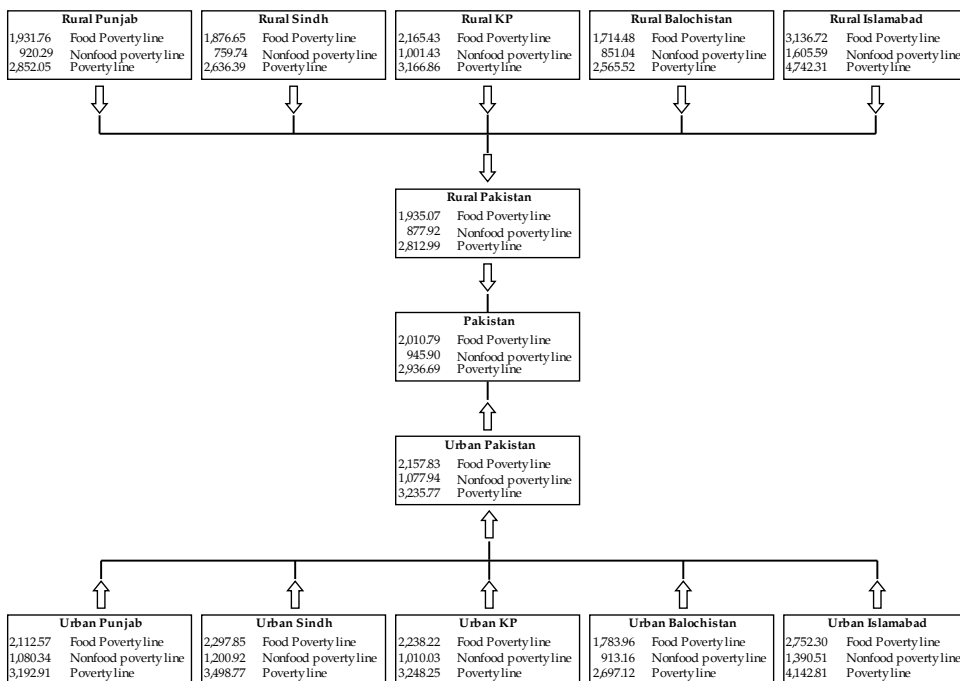 Rural Punjab
1,931.76 Food Poverty line
920.29 Nonfood poverty line
2,852.05 Poverty line
Rural Sindh
1,876.65 Food Poverty line
759.74 Nonfood poverty line
2,636.39 Poverty line
Rural KP
2,165.43 Food Poverty line
1,001.43 Nonfood poverty line
3,166.86 Poverty line
Rural Balochistan
1,714.48 Food Poverty line
851.04 Nonfood poverty line
2,565.52 Poverty line
Rural Islamabad
3,136.72 Food Poverty line
1,605.59 Nonfood poverty line
4,742.31 Poverty line
Rural Pakistan
1,935.07 Food Poverty line
877.92 Nonfood poverty line
2,812.99 Poverty line
Pakistan
2,010.79 Food Poverty line
945.90 Nonfood poverty line
2,936.69 Poverty line
Urban Pakistan
2,157.83 Food Poverty line
1,077.94 Nonfood poverty line
3,235.77 Poverty line
Urban Punjab
2,112.57 Food Poverty line
1,080.34 Nonfood poverty line
3,192.91 Poverty line
Urban Sindh
2,297.85 Food Poverty line
1,200.92 Nonfood poverty line
3,498.77 Poverty line
Urban KP
2,238.22 Food Poverty line
1,010.03 Nonfood poverty line
3,248.25 Poverty line
Urban Balochistan
1,783.96 Food Poverty line
913.16 Nonfood poverty line
2,697.12 Poverty line
Urban Islamabad
2,752.30 Food Poverty line
1,390.51 Nonfood poverty line
4,142.81 Poverty line